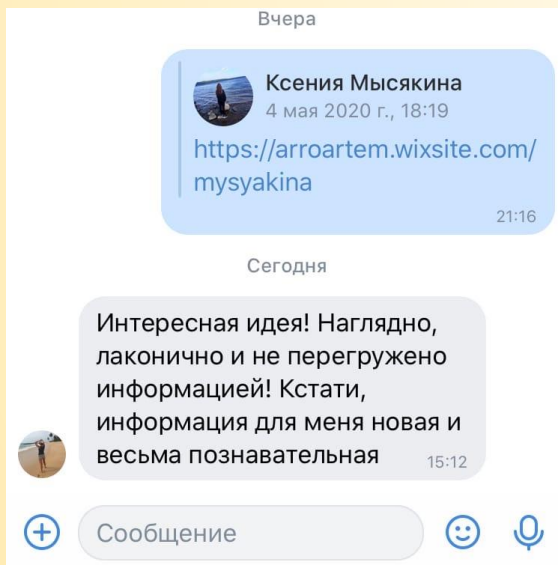 Вчера
Ксения Мысякина
4 мая 2020 г., 18:19
https://arroartem.wixsite.com/
mysyakina
21:16
Сегодня
Интересная идея! Наглядно,
лаконично и не перегружено
информацией! Кстати,
информация для меня новая и
весьма познавательная
15:12
Сообщение